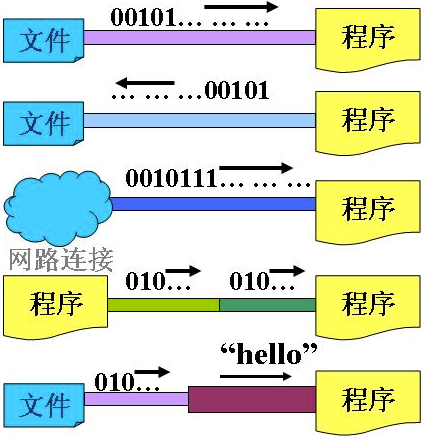 00101… … …
文件
程序
… … …00101
文件
程序
0010111… … …
程序
网路连接
010…
010…
程序
程序
“hello”
010…
文件
程序